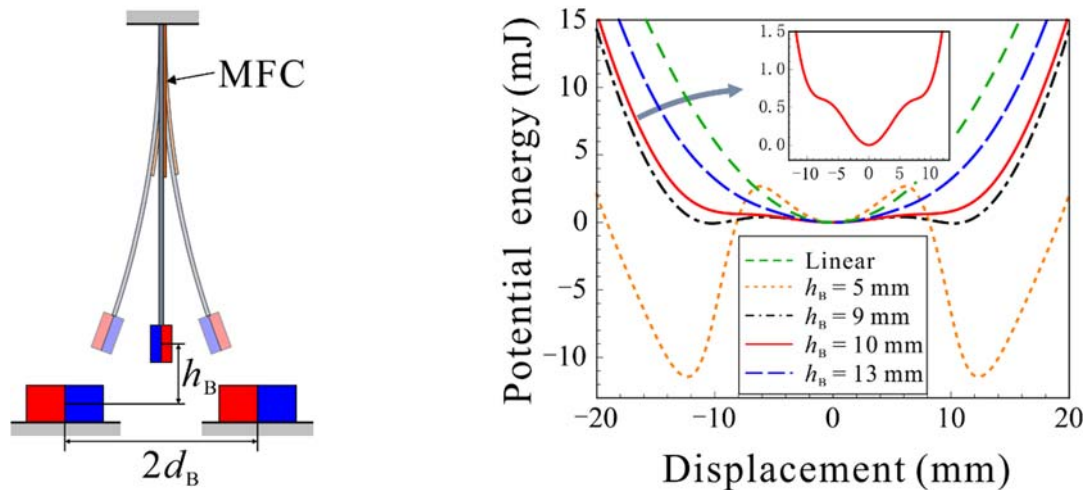 MFC
h_B
2d_B
Potential energy (mJ)
15
10
5
0
−5
−10
1.5
1.0
0.5
0.0
−10 −5 0 5 10
Linear
h_B = 5 mm
h_B = 9 mm
h_B = 10 mm
h_B = 13 mm
−20 −10 0 10 20
Displacement (mm)